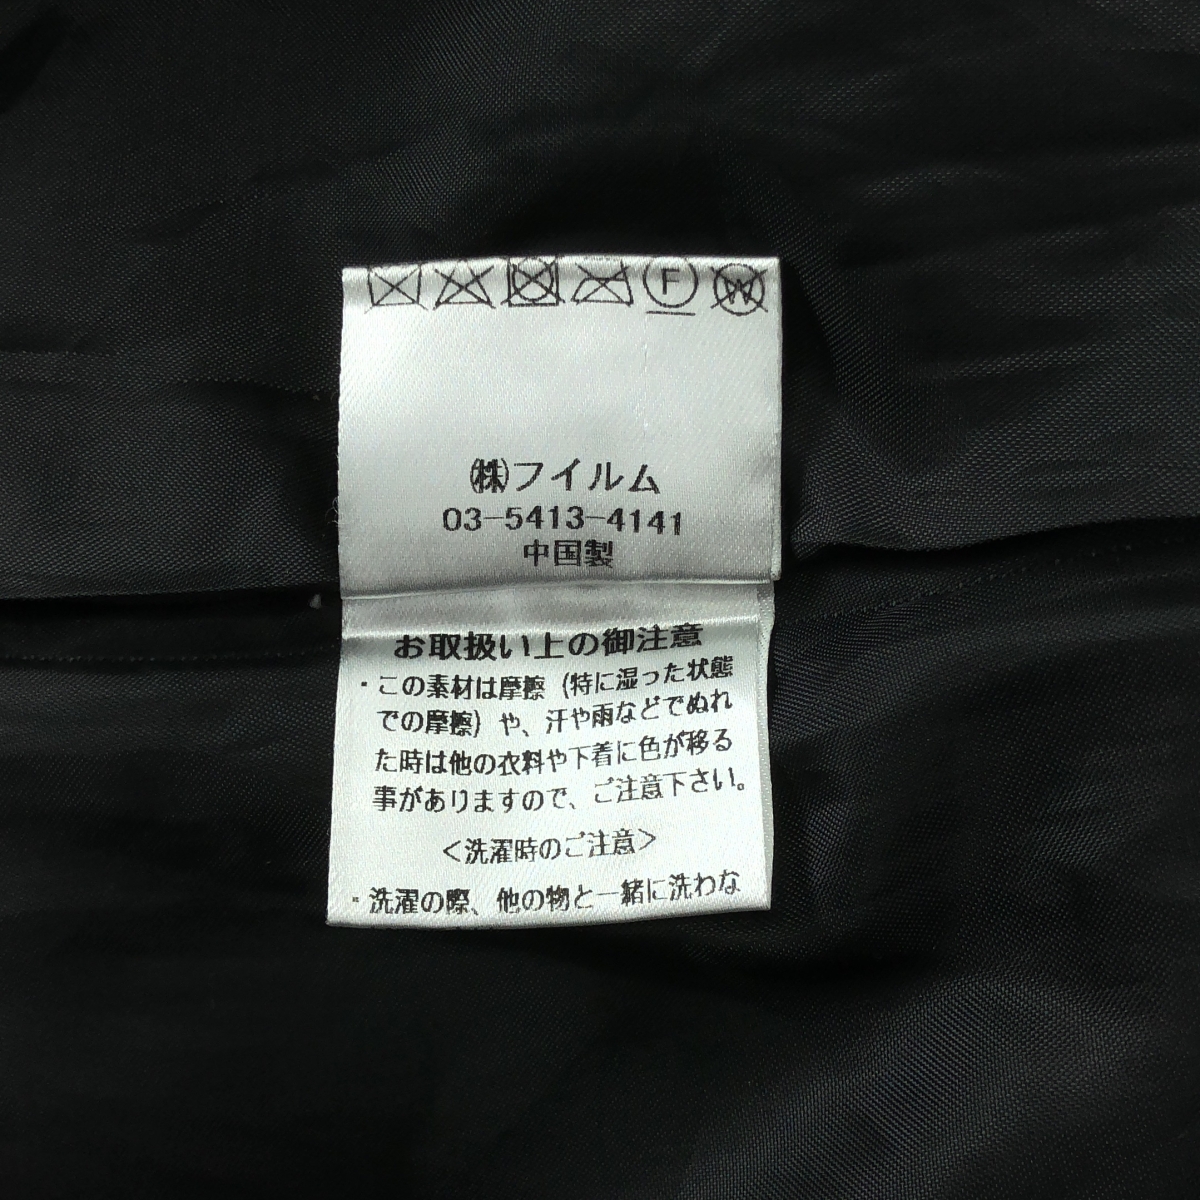 F W
㈱フイルム
03-5413-4141
中国製
お取扱い上の御注意
・この素材は摩擦（特に湿った状態
での摩擦）や、汗や雨などでぬれ
た時は他の衣料や下着に色が移る
事がありますので、ご注意下さい。
＜洗濯時のご注意＞
・洗濯の際、他の物と一緒に洗わな